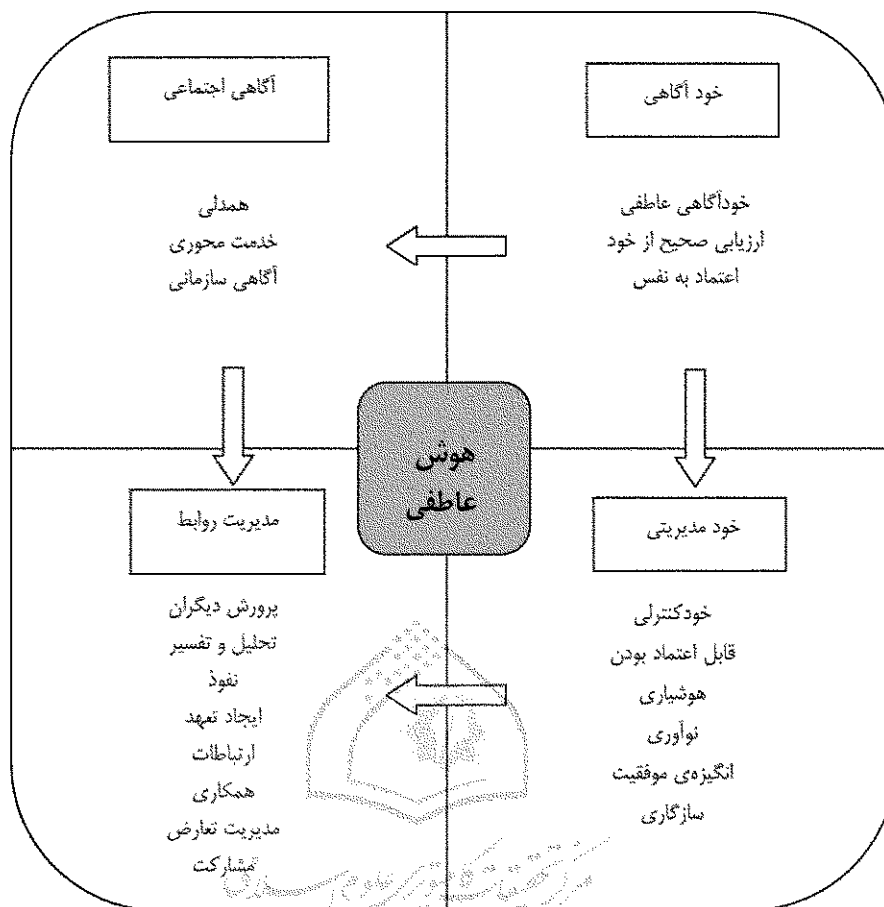 خود آگاهی
خودآگاهی عاطفی
ارزیابی صحیح از خود
اعتماد به نفس
آگاهی اجتماعی
همدلی
خدمت محوری
آگاهی سازمانی
هوش
عاطفی
خود مدیریتی
خودکنترلی
قابل اعتماد بودن
هوشیاری
نوآوری
انگیزه‌ی موفقیت
سازگاری
مدیریت روابط
پرورش دیگران
تحلیل و تفسیر
نفوذ
ایجاد تعهد
ارتباطات
همکاری
مدیریت تعارض
مشارکت